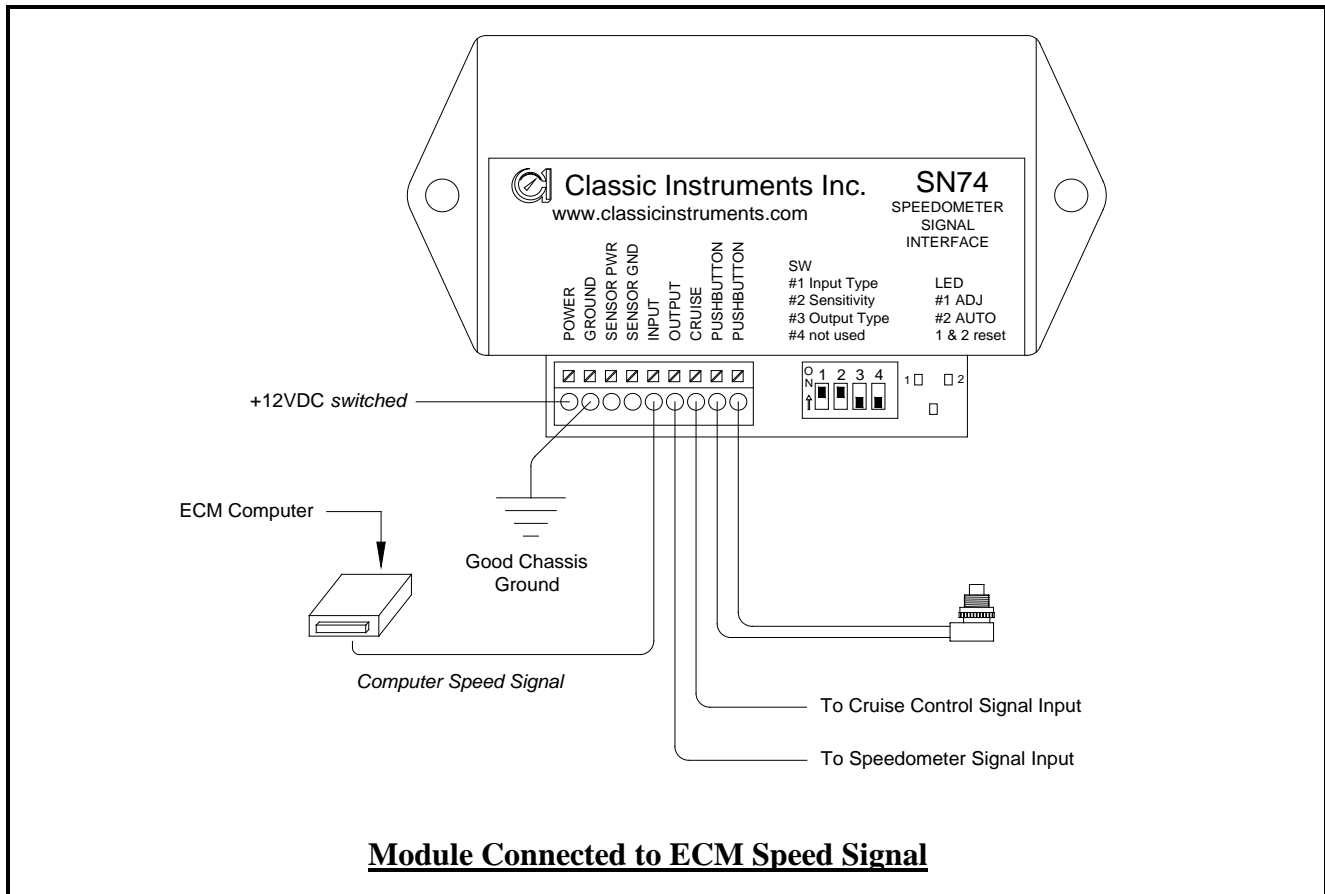 Classic Instruments Inc.
www.classicinstruments.com
SN74
SPEEDOMETER
SIGNAL
INTERFACE
POWER
GROUND
SENSOR PWR
SENSOR GND
INPUT
OUTPUT
CRUISE
PUSHBUTTON
PUSHBUTTON
SW
#1 Input Type
#2 Sensitivity
#3 Output Type
#4 not used
LED
#1 ADJ
#2 AUTO
1 & 2 reset
ON 1 2 3 4
1 2
+12VDC switched
ECM Computer
Good Chassis
Ground
Computer Speed Signal
To Cruise Control Signal Input
To Speedometer Signal Input
Module Connected to ECM Speed Signal